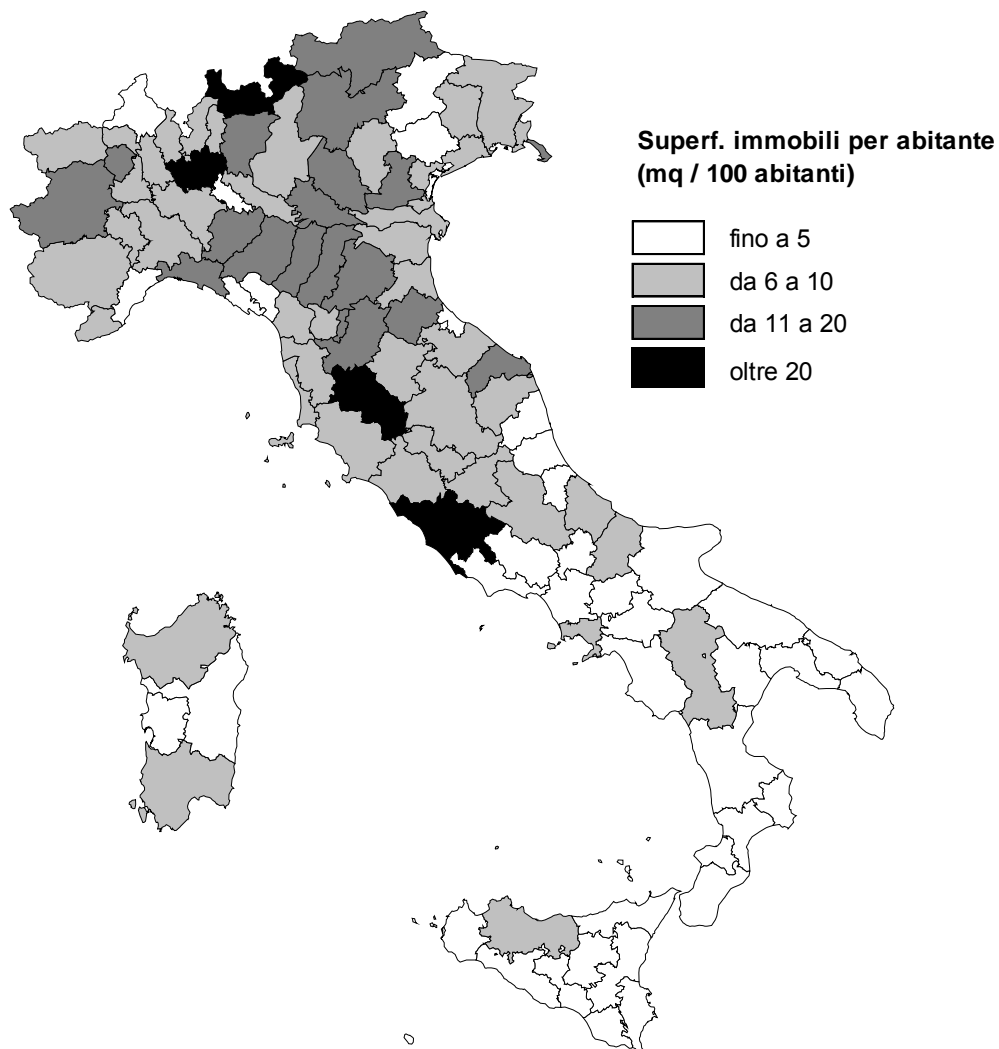 Superf. immobili per abitante
(mq / 100 abitanti)
fino a 5
da 6 a 10
da 11 a 20
oltre 20